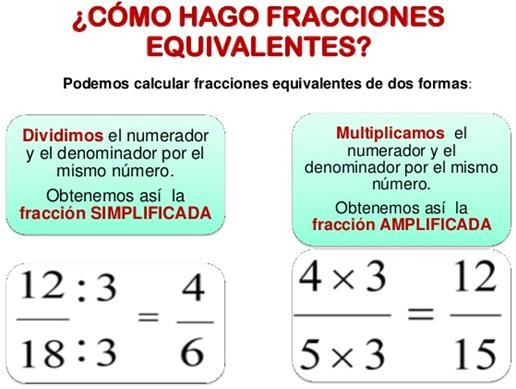 ¿CÓMO HAGO FRACCIONES
EQUIVALENTES?
Podemos calcular fracciones equivalentes de dos formas:
Dividimos el numerador
y el denominador por el
mismo número.
Obtenemos así la
fracción SIMPLIFICADA
Multiplicamos el
numerador y el
denominador por el mismo
número.
Obtenemos así la
fracción AMPLIFICADA
12 : 3
=
4
18 : 3
6
4 × 3
=
12
5 × 3
15